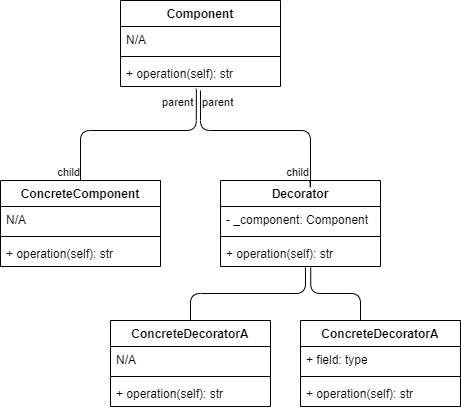 Component
N/A
+ operation(self): str
parent parent
child child
ConcreteComponent
N/A
+ operation(self): str
Decorator
- _component: Component
+ operation(self): str
ConcreteDecoratorA
N/A
+ operation(self): str
ConcreteDecoratorA
+ field: type
+ operation(self): str